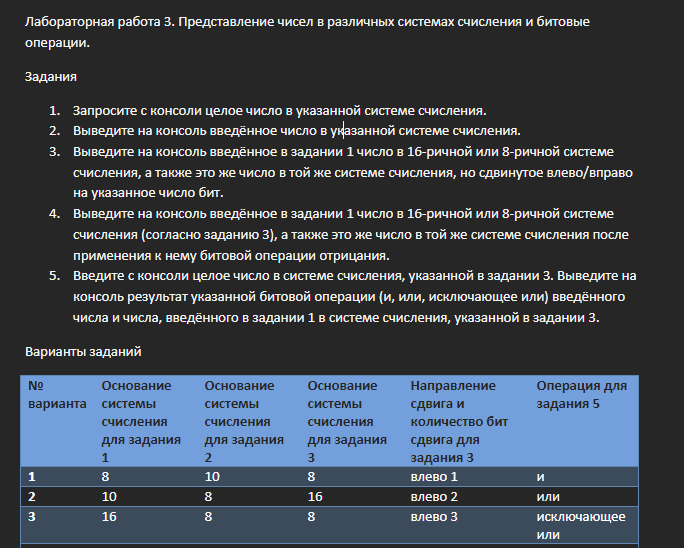 Лабораторная работа 3. Представление чисел в различных системах счисления и битовые
операции.
Задания
1. Запросите с консоли целое число в указанной системе счисления.
2. Выведите на консоль введённое число в указанной системе счисления.
3. Выведите на консоль введённое в задании 1 число в 16-ричной или 8-ричной системе
счисления, а также это же число в той же системе счисления, но сдвинутое влево/вправо
на указанное число бит.
4. Выведите на консоль введённое в задании 1 число в 16-ричной или 8-ричной системе
счисления (согласно заданию 3), а также это же число в той же системе счисления после
применения к нему битовой операции отрицания.
5. Введите с консоли целое число в системе счисления, указанной в задании 3. Выведите на
консоль результат указанной битовой операции (и, или, исключающее или) введённого
числа и числа, введённого в задании 1 в системе счисления, указанной в задании 3.
Варианты заданий
№ Основание Основание Основание Направление Операция для
варианта системы системы системы сдвига и задания 5
счисления счисления счисления количество бит
для задания для задания для задания сдвига для
1 2 3 задания 3
1 8 10 8 влево 1 и
2 10 8 16 влево 2 или
3 16 8 8 влево 3 исключающее
или